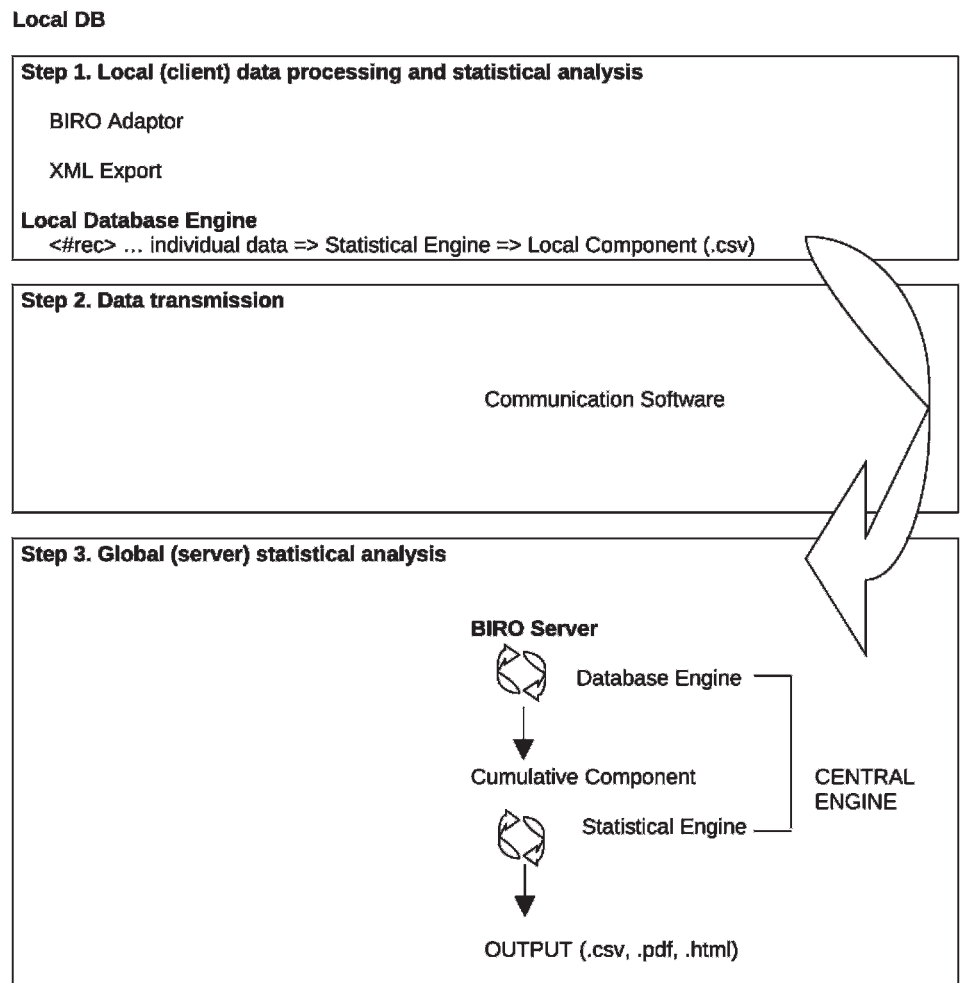 Local DB
Step 1. Local (client) data processing and statistical analysis
BIRO Adaptor
XML Export
Local Database Engine
<#rec> ... individual data => Statistical Engine => Local Component (.csv)
Step 2. Data transmission
Communication Software
Step 3. Global (server) statistical analysis
BIRO Server
Database Engine
Cumulative Component
CENTRAL
ENGINE
Statistical Engine
OUTPUT (.csv, .pdf, .html)